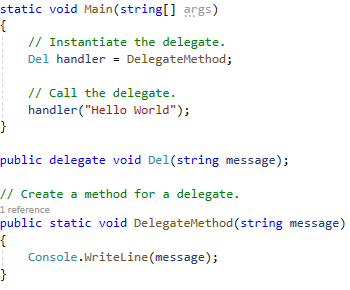 static void Main(string[] args)
{
    // Instantiate the delegate.
    Del handler = DelegateMethod;

    // Call the delegate.
    handler("Hello World");
}

public delegate void Del(string message);

// Create a method for a delegate.
1 reference
public static void DelegateMethod(string message)
{
    Console.WriteLine(message);
}